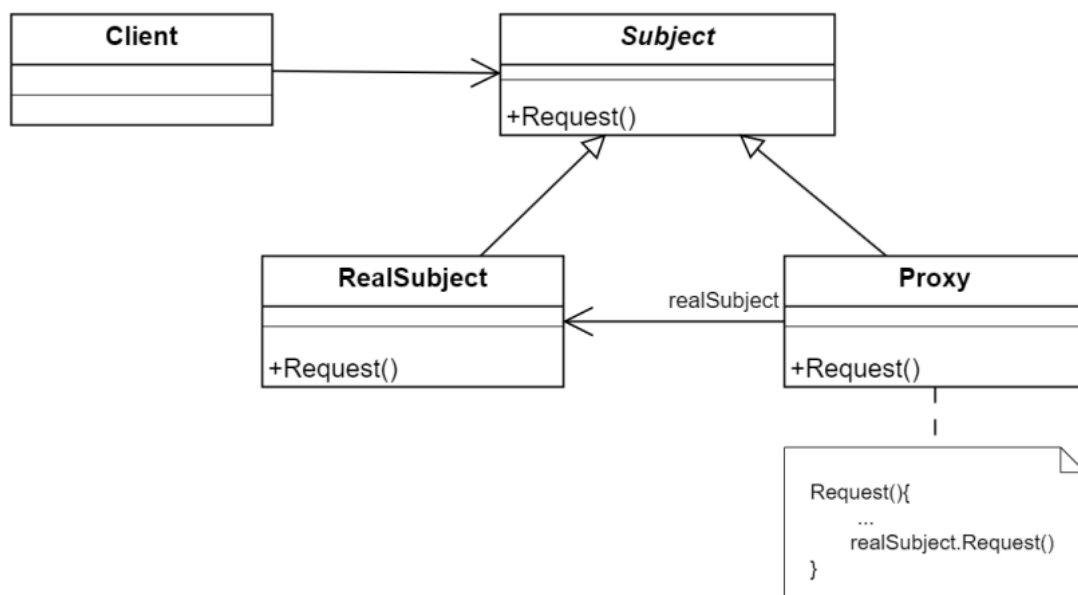 Client
Subject
+Request()
RealSubject
realSubject
Proxy
+Request()
+Request()
Request(){
...
realSubject.Request()
}